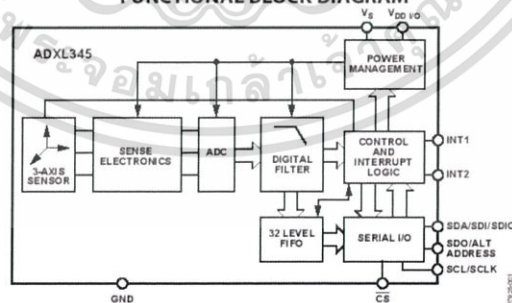 FUNCTIONAL BLOCK DIAGRAM
VS
VDD I/O
ADXL345
POWER
MANAGEMENT
3-AXIS
SENSOR
SENSE
ELECTRONICS
ADC
DIGITAL
FILTER
CONTROL
AND
INTERRUPT
LOGIC
INT1
INT2
32 LEVEL
FIFO
SERIAL I/O
SDA/SDI/SDIO
SDO/ALT
ADDRESS
SCL/SCLK
GND
CS